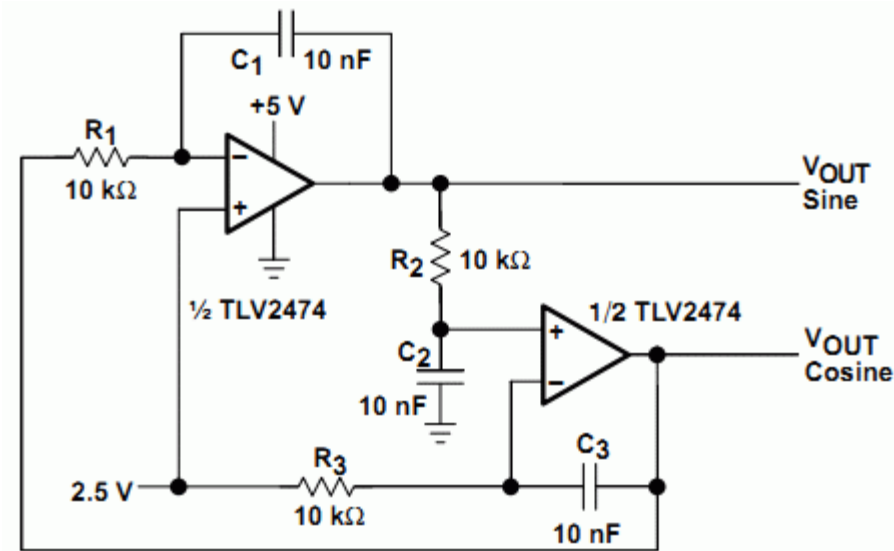 C1
10 nF
+5 V
R1
10 kΩ
−
+
VOUT
Sine
R2
10 kΩ
½ TLV2474
1/2 TLV2474
+
−
VOUT
Cosine
C2
10 nF
C3
R3
2.5 V
10 kΩ
10 nF